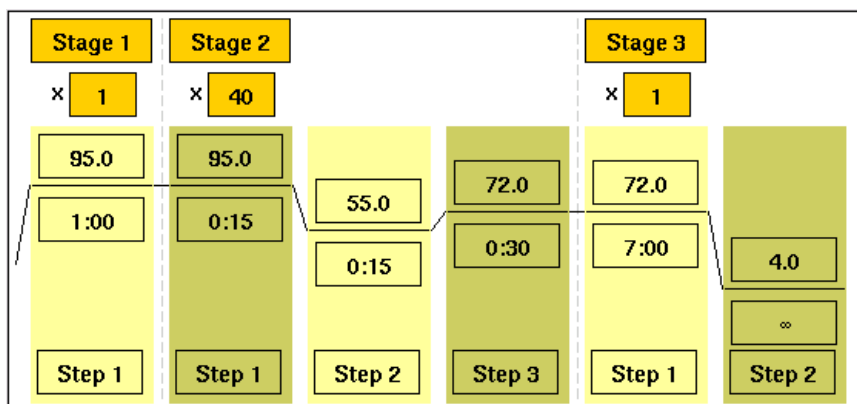 Stage 1 Stage 2 Stage 3
x 1 x 40 x 1
95.0 95.0 55.0 72.0 72.0 4.0
1:00 0:15 0:15 0:30 7:00 ∞
Step 1 Step 1 Step 2 Step 3 Step 1 Step 2